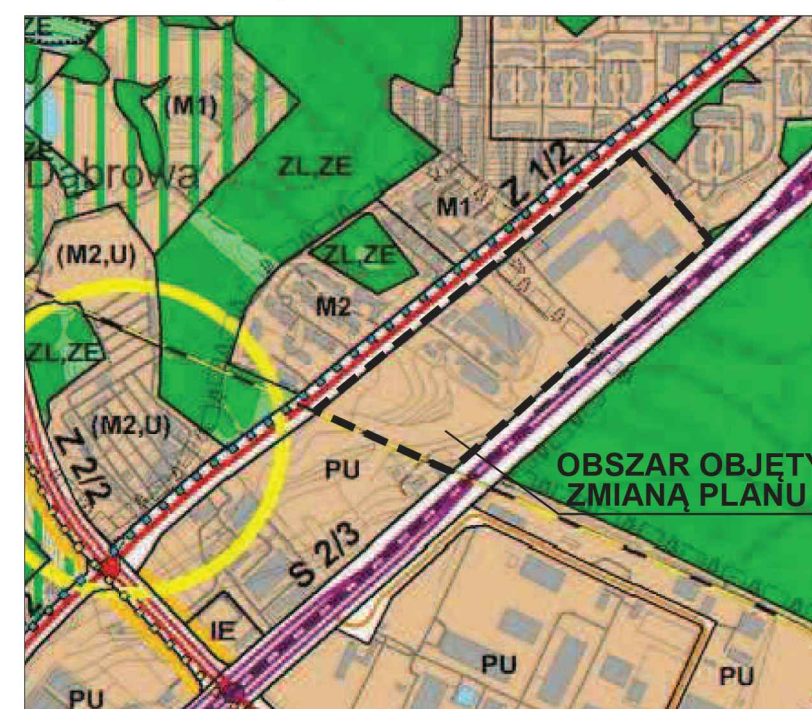 ZE
(M1)
ZE
Dąbrowa
ZL,ZE
Z 1/2
M1
(M2,U)
ZL,ZE
M2
ZL,ZE
(M2,U)
Z 2/2
PU
OBSZAR OBJĘTY
ZMIANĄ PLANU
S 2/3
IE
PU
PU
PU